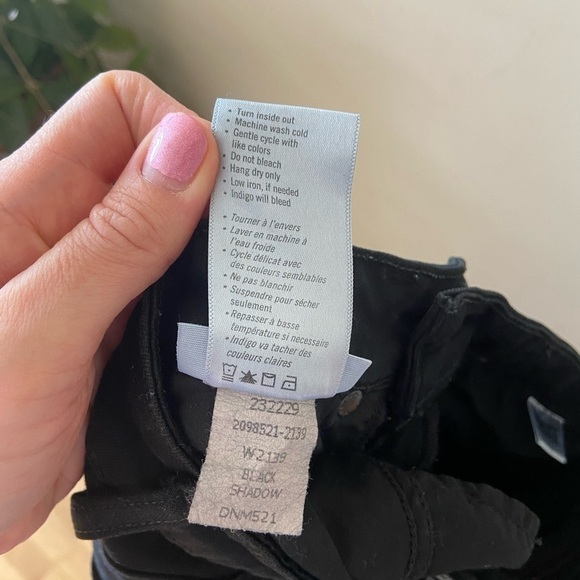 • Turn inside out
• Machine wash cold
• Gentle cycle with
like colors
• Do not bleach
• Hang dry only
• Low iron, if needed
• Indigo will bleed
• Tourner à l'envers
• Laver en machine à
l'eau froide
• Cycle délicat avec
des couleurs semblables
• Ne pas blanchir
• Suspendre pour sécher
seulement
• Repasser à basse
température si necessaire
• Indigo va tacher des
couleurs claires
232229
2098521-2139
W2139
BLACK
SHADOW
DNM521